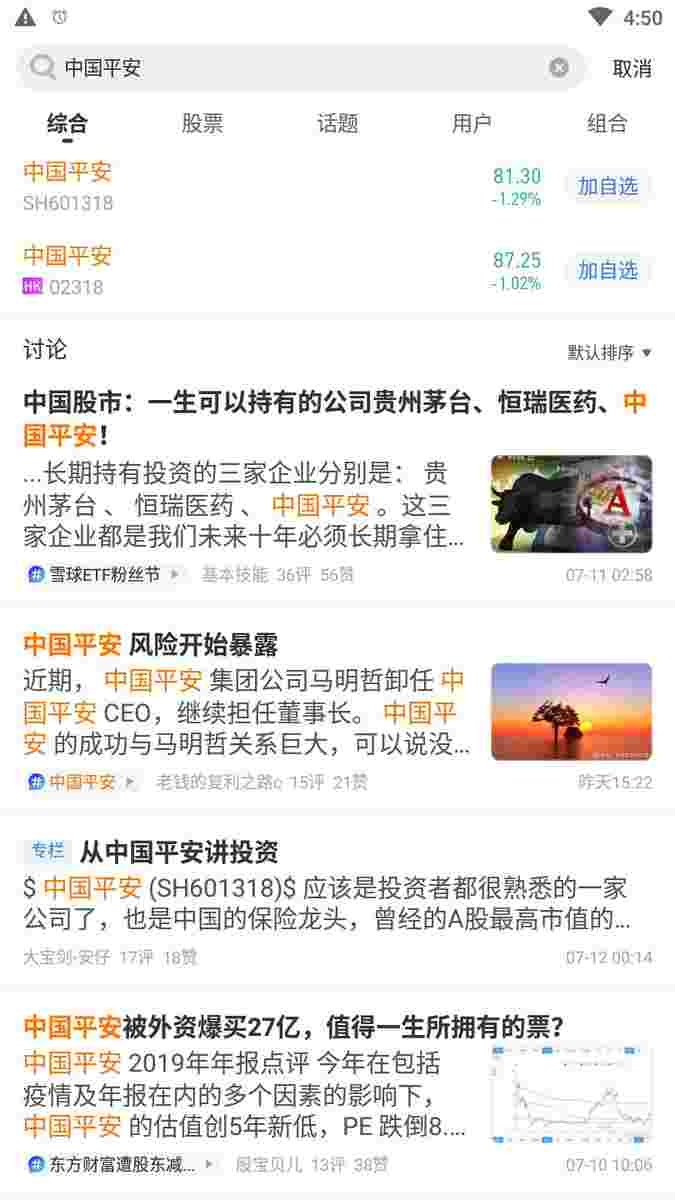 4:50
中国平安
取消
综合 股票 话题 用户 组合
中国平安 81.30 加自选
SH601318 -1.29%
中国平安 87.25 加自选
HK 02318 -1.02%
讨论 默认排序
中国股市：一生可以持有的公司贵州茅台、恒瑞医药、中
国平安！
...长期持有投资的三家企业分别是： 贵
州茅台 、 恒瑞医药 、 中国平安 。这三
家企业都是我们未来十年必须长期拿住...
A
雪球ETF粉丝节 基本技能 36评 56赞 07-11 02:58
中国平安 风险开始暴露
近期， 中国平安 集团公司马明哲卸任 中
国平安 CEO，继续担任董事长。 中国平
安 的成功与马明哲关系巨大，可以说没...
中国平安 老钱的复利之路c 15评 21赞 昨天15:22
专栏 从中国平安讲投资
$ 中国平安 (SH601318)$ 应该是投资者都很熟悉的一家
公司了，也是中国的保险龙头，曾经的A股最高市值的...
大宝剑-安仔 17评 18赞 07-12 00:14
中国平安被外资爆买27亿，值得一生所拥有的票？
中国平安 2019年年报点评 今年在包括
疫情及年报在内的多个因素的影响下，
中国平安 的估值创5年新低，PE 跌倒8....
东方财富遭股东减... 股宝贝儿 13评 38赞 07-10 10:06